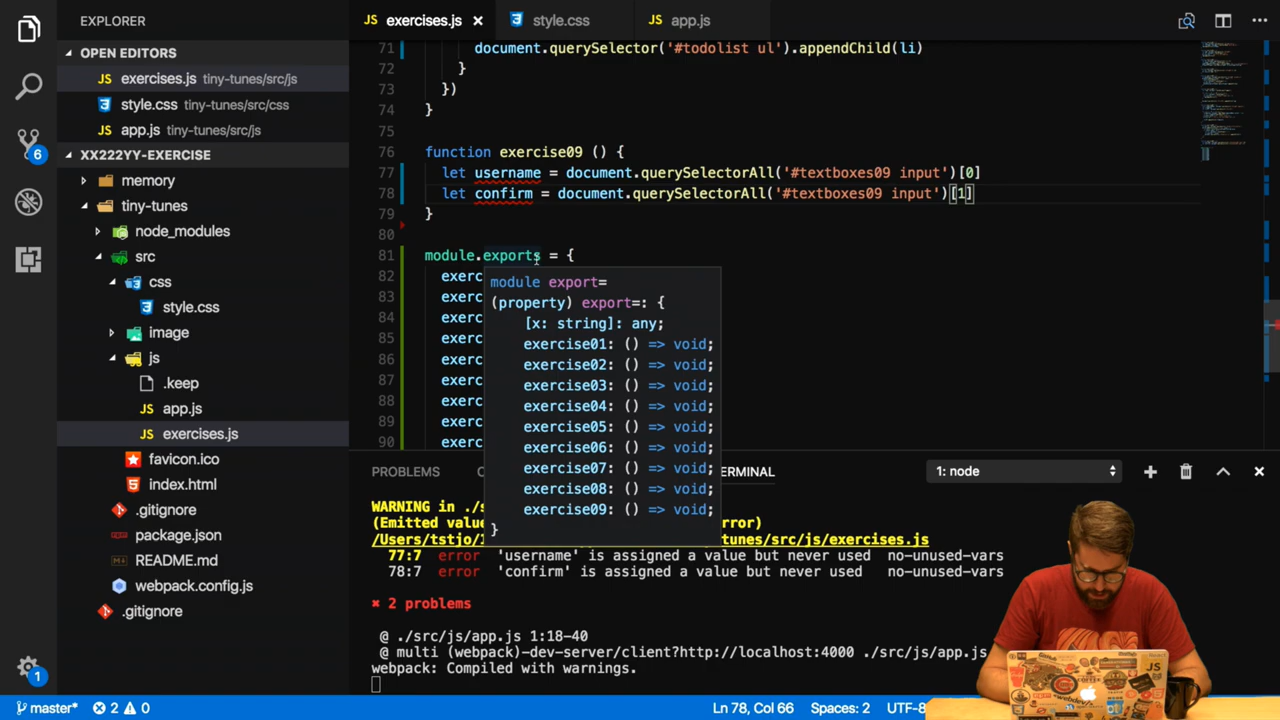 EXPLORER
OPEN EDITORS
JS exercises.js tiny-tunes/src/js
style.css tiny-tunes/src/css
JS app.js tiny-tunes/src/js
XX222YY-EXERCISE
memory
tiny-tunes
node_modules
src
css
style.css
image
js
.keep
JS app.js
JS exercises.js
favicon.ico
index.html
.gitignore
package.json
README.md
webpack.config.js
.gitignore
6
1
JS exercises.js
style.css
JS app.js
71 document.querySelector('#todolist ul').appendChild(li)
72 }
73 })
74 }
75
76 function exercise09 () {
77 let username = document.querySelectorAll('#textboxes09 input')[0]
78 let confirm = document.querySelectorAll('#textboxes09 input')[1]
79 }
80
81 module.exports = {
82 exerc
83 exerc
84 exerc
85 exerc
86 exerc
87 exerc
88 exerc
89 exerc
90 exerc
module export=
(property) export=: {
[x: string]: any;
exercise01: () => void;
exercise02: () => void;
exercise03: () => void;
exercise04: () => void;
exercise05: () => void;
exercise06: () => void;
exercise07: () => void;
exercise08: () => void;
exercise09: () => void;
}
PROBLEMS
TERMINAL
1: node
WARNING in ./s
(Emitted value
rror)
/Users/tstjo/
tunes/src/js/exercises.js
77:7 error 'username' is assigned a value but never used no-unused-vars
78:7 error 'confirm' is assigned a value but never used no-unused-vars
✖ 2 problems
@ ./src/js/app.js 1:18-40
@ multi (webpack)-dev-server/client?http://localhost:4000 ./src/js/app.js
webpack: Compiled with warnings.
master*
2
0
Ln 78, Col 66
Spaces: 2
UTF-8
JS